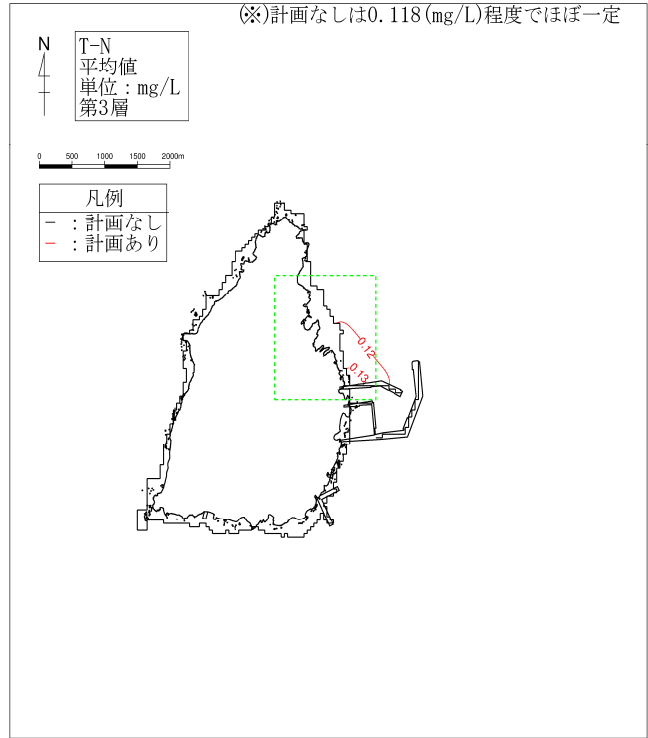 (※)計画なしは0.118(mg/L)程度でほぼ一定
N
T-N
平均値
単位：mg/L
第3層
0 500 1000 1500 2000m
凡例
- ：計画なし
- ：計画あり
0.12
0.13